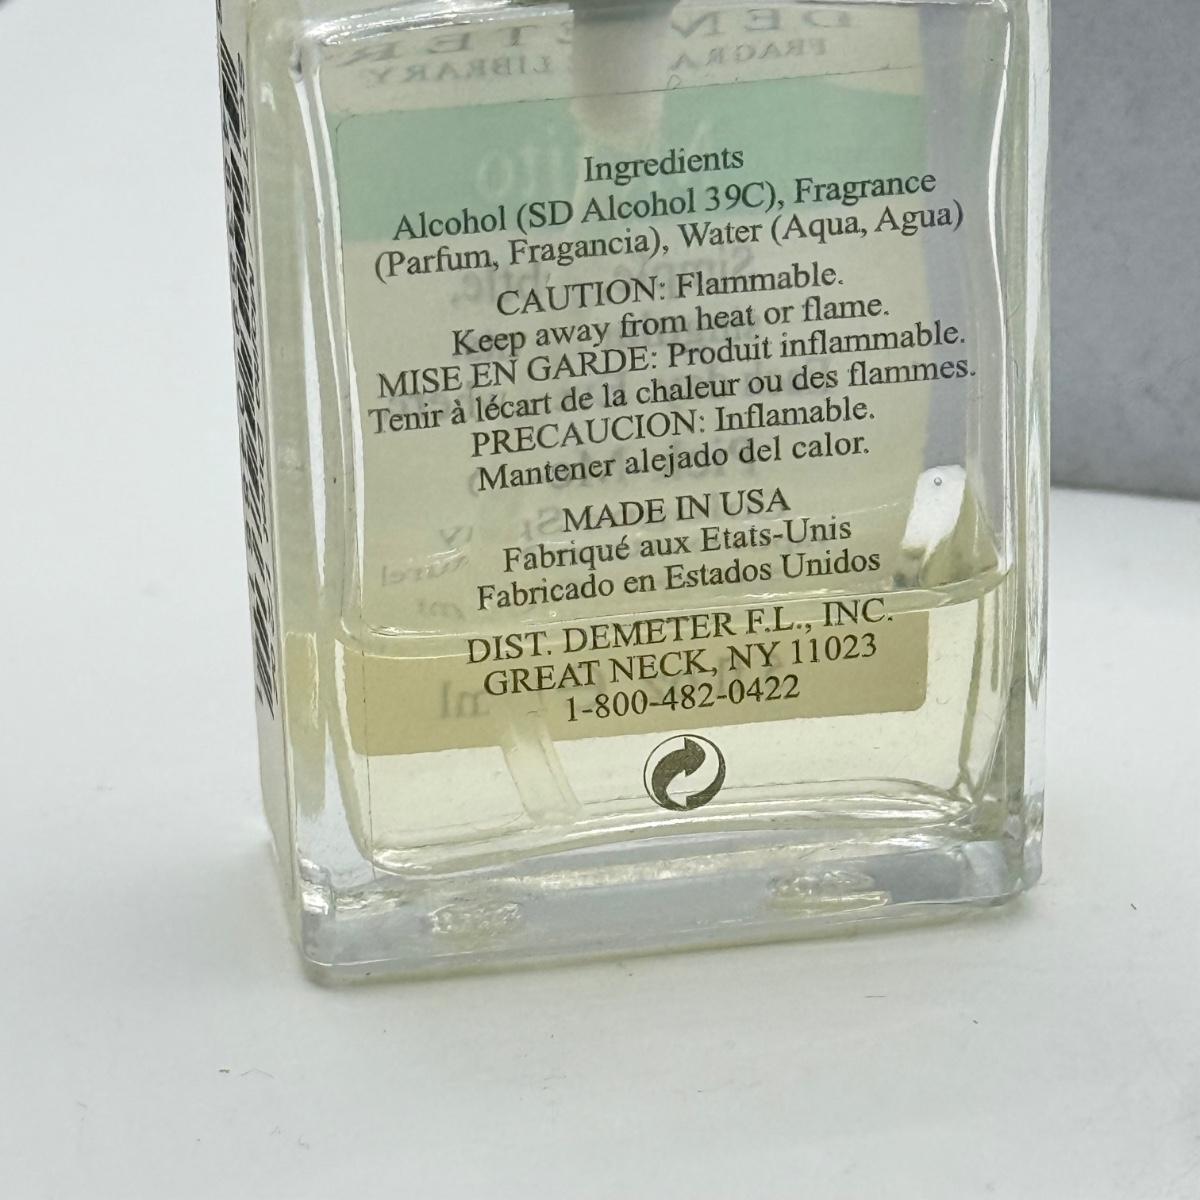 Ingredients
Alcohol (SD Alcohol 39C), Fragrance
(Parfum, Fragancia), Water (Aqua, Agua)
CAUTION: Flammable.
Keep away from heat or flame.
MISE EN GARDE: Produit inflammable.
Tenir à lécart de la chaleur ou des flammes.
PRECAUCION: Inflamable.
Mantener alejado del calor.
MADE IN USA
Fabriqué aux Etats-Unis
Fabricado en Estados Unidos
DIST. DEMETER F.L., INC.
GREAT NECK, NY 11023
1-800-482-0422